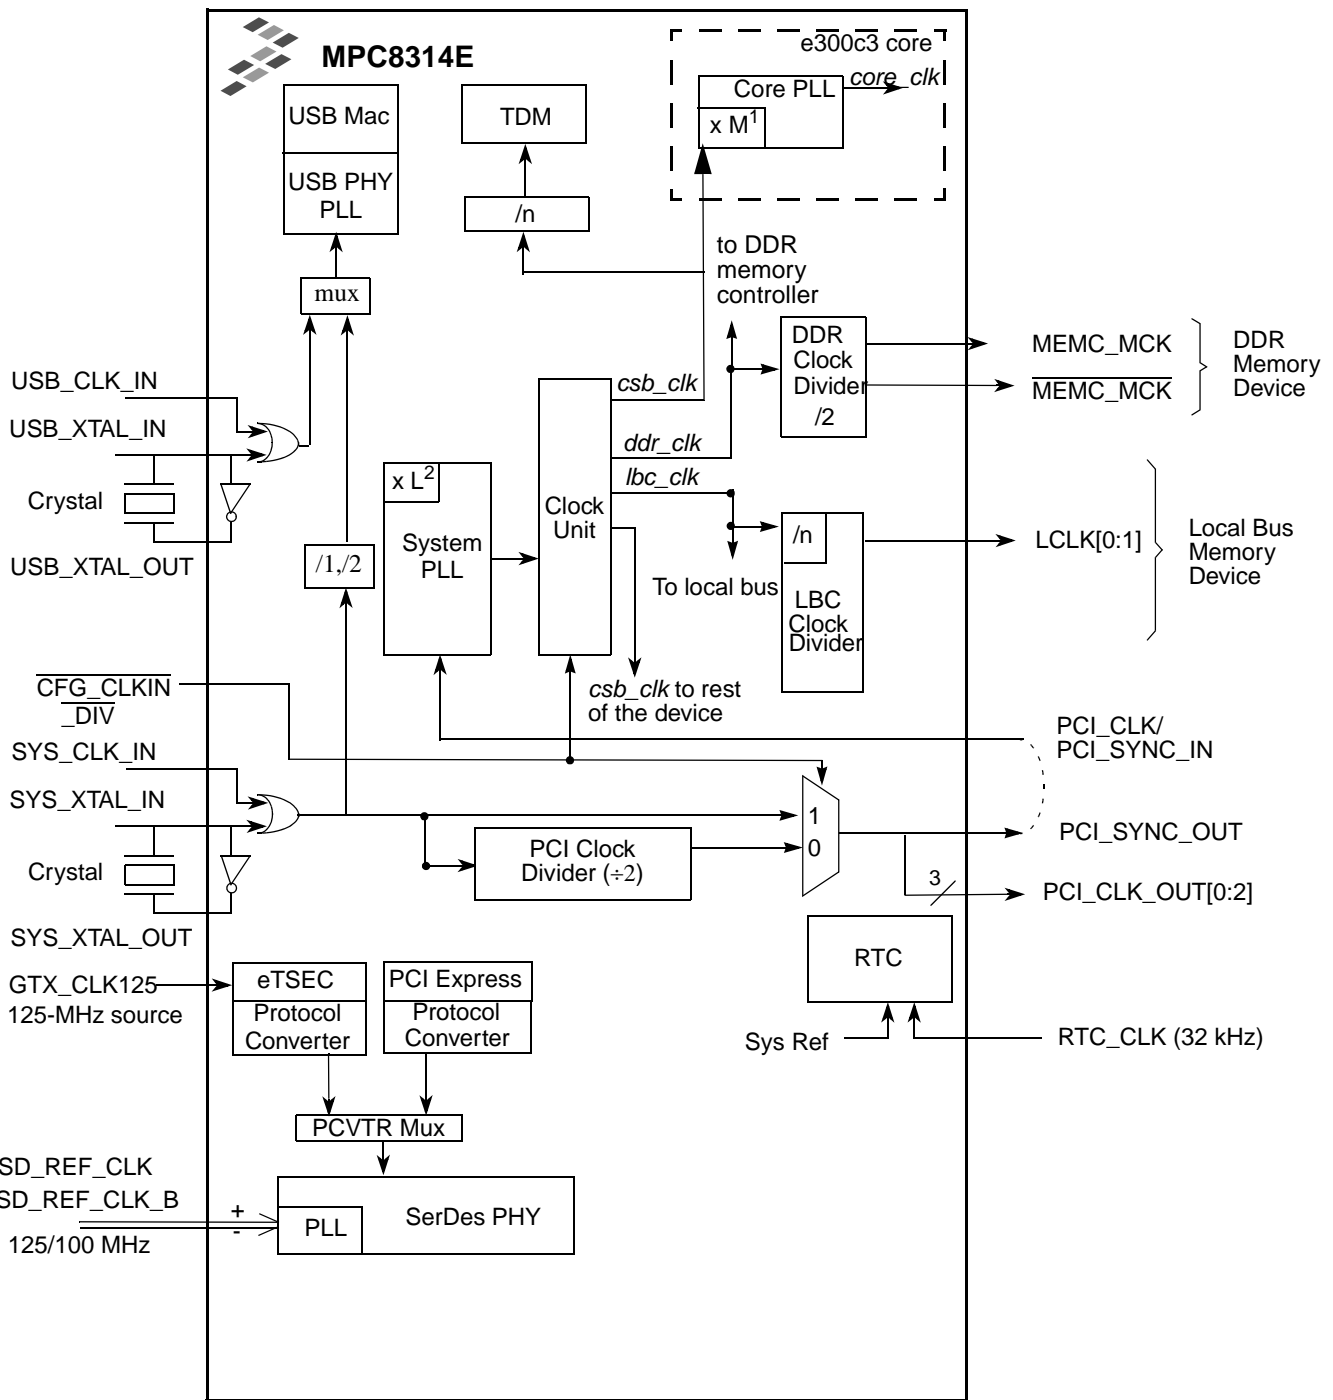 MPC8314E
e300c3 core
core_clk
Core PLL
x M1
USB Mac
USB PHY
PLL
TDM
/n
mux
to DDR
memory
controller
DDR
Clock
Divider
/2
MEMC_MCK
MEMC_MCK
DDR
Memory
Device
USB_CLK_IN
USB_XTAL_IN
Crystal
USB_XTAL_OUT
csb_clk
ddr_clk
lbc_clk
x L2
System
PLL
Clock
Unit
/1,/2
/n
LBC
Clock
Divider
To local bus
LCLK[0:1]
Local Bus
Memory
Device
csb_clk to rest
of the device
CFG_CLKIN
_DIV
SYS_CLK_IN
SYS_XTAL_IN
Crystal
SYS_XTAL_OUT
PCI_CLK/
PCI_SYNC_IN
1
0
PCI Clock
Divider (÷2)
PCI_SYNC_OUT
3
PCI_CLK_OUT[0:2]
RTC
Sys Ref
RTC_CLK (32 kHz)
GTX_CLK125
125-MHz source
eTSEC
Protocol
Converter
PCI Express
Protocol
Converter
PCVTR Mux
SD_REF_CLK
SD_REF_CLK_B
+
-
125/100 MHz
PLL
SerDes PHY